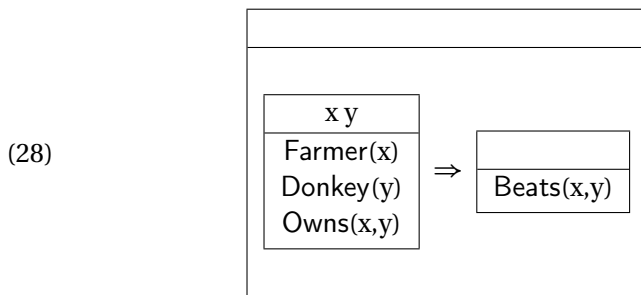 (28)
x y
Farmer(x)
Donkey(y)
Owns(x,y)
⇒
Beats(x,y)